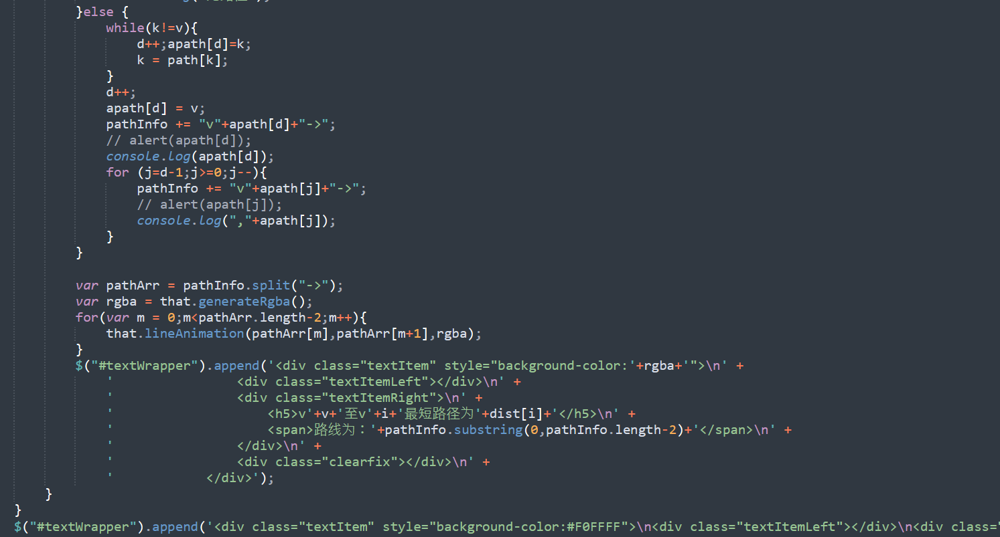 }else {
while(k!=v){
d++;apath[d]=k;
k = path[k];
}
d++;
apath[d] = v;
pathInfo += "v"+apath[d]+"->";
// alert(apath[d]);
console.log(apath[d]);
for (j=d-1;j>=0;j--){
pathInfo += "v"+apath[j]+"->";
// alert(apath[j]);
console.log(","+apath[j]);
}
}
var pathArr = pathInfo.split("->");
var rgba = that.generateRgba();
for(var m = 0;m<pathArr.length-2;m++){
that.lineAnimation(pathArr[m],pathArr[m+1],rgba);
}
$("#textWrapper").append('<div class="textItem" style="background-color:'+rgba+'">\n' +
'                <div class="textItemLeft"></div>\n' +
'                <div class="textItemRight">\n' +
'                    <h5>v'+v+'至v'+i+'最短路径为'+dist[i]+'</h5>\n' +
'                    <span>路线为：'+pathInfo.substring(0,pathInfo.length-2)+'</span>\n' +
'                </div>\n' +
'                <div class="clearfix"></div>\n' +
'            </div>');
}
}
$("#textWrapper").append('<div class="textItem" style="background-color:#F0FFFF">\n<div class="textItemLeft"></div>\n<div class="